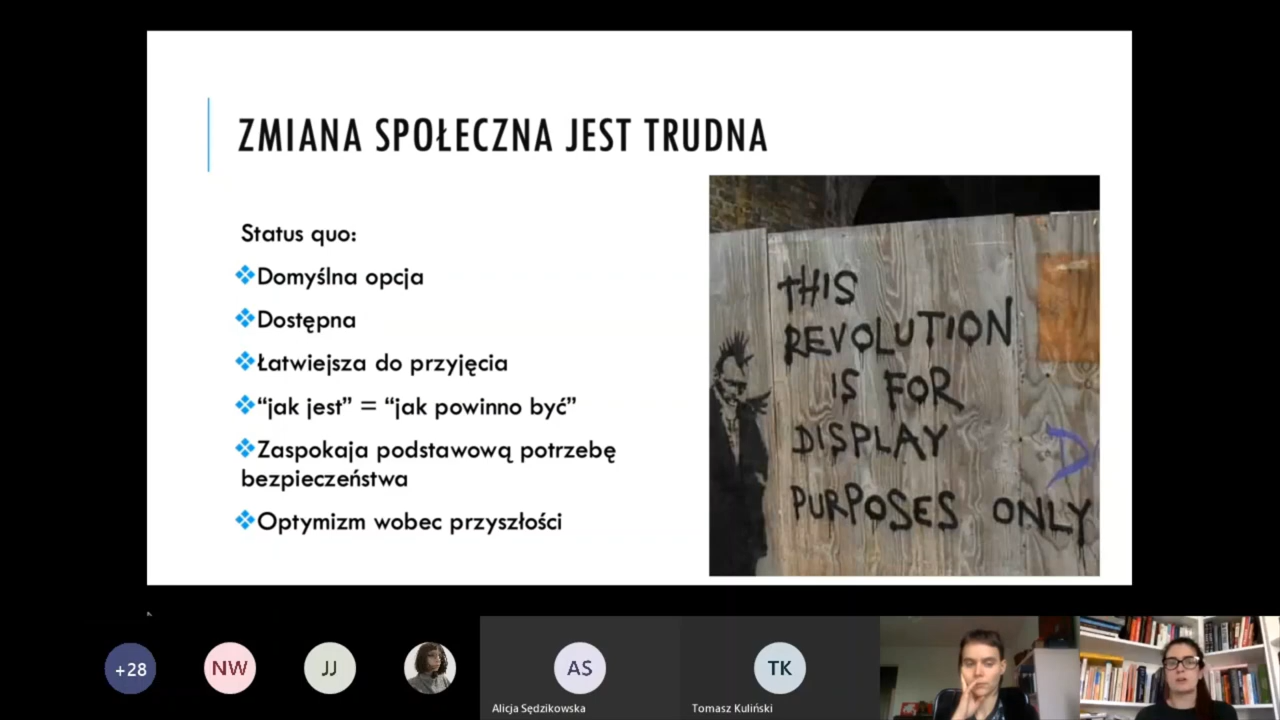 ZMIANA SPOŁECZNA JEST TRUDNA
Status quo:
Domyślna opcja
Dostępna
Łatwiejsza do przyjęcia
“jak jest” = “jak powinno być”
Zaspokaja podstawową potrzebę
bezpieczeństwa
Optymizm wobec przyszłości
THIS
REVOLUTION
IS FOR
DISPLAY
PURPOSES ONLY
D
+28
NW
JJ
AS
TK
Alicja Sędzikowska
Tomasz Kuliński